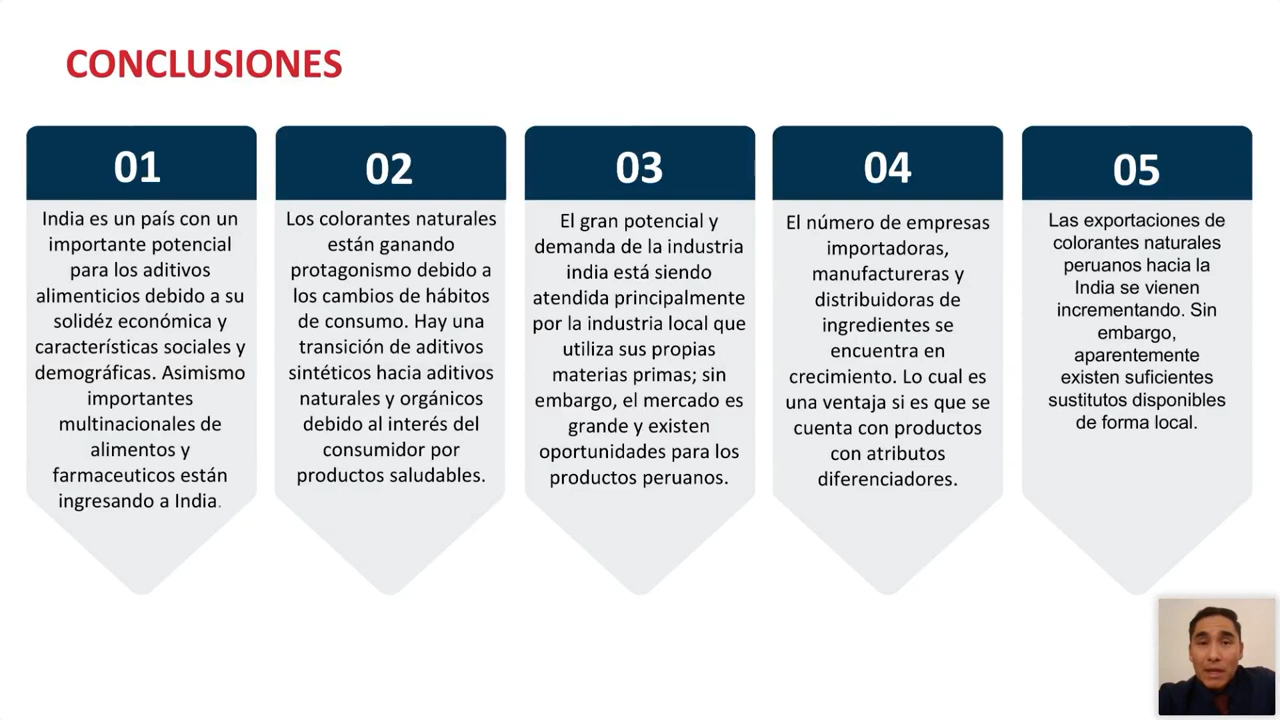 CONCLUSIONES
01
India es un país con un
importante potencial
para los aditivos
alimenticios debido a su
solidéz económica y
características sociales y
demográficas. Asimismo
importantes
multinacionales de
alimentos y
farmaceuticos están
ingresando a India.
02
Los colorantes naturales
están ganando
protagonismo debido a
los cambios de hábitos
de consumo. Hay una
transición de aditivos
sintéticos hacia aditivos
naturales y orgánicos
debido al interés del
consumidor por
productos saludables.
03
El gran potencial y
demanda de la industria
india está siendo
atendida principalmente
por la industria local que
utiliza sus propias
materias primas; sin
embargo, el mercado es
grande y existen
oportunidades para los
productos peruanos.
04
El número de empresas
importadoras,
manufactureras y
distribuidoras de
ingredientes se
encuentra en
crecimiento. Lo cual es
una ventaja si es que se
cuenta con productos
con atributos
diferenciadores.
05
Las exportaciones de
colorantes naturales
peruanos hacia la
India se vienen
incrementando. Sin
embargo,
aparentemente
existen suficientes
sustitutos disponibles
de forma local.